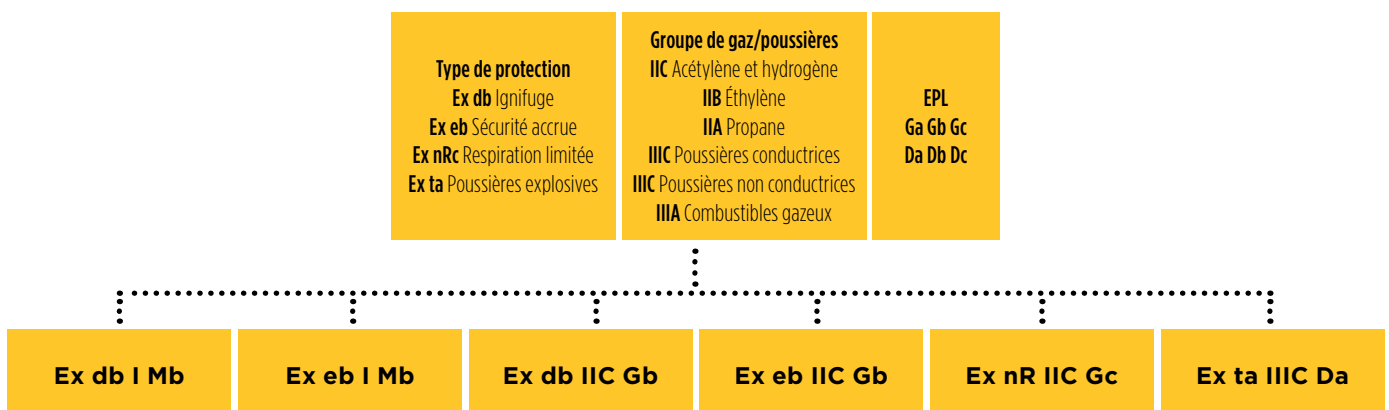 Type de protection
Ex db Ignifuge
Ex eb Sécurité accrue
Ex nRc Respiration limitée
Ex ta Poussières explosives
Groupe de gaz/poussières
IIC Acétylène et hydrogène
IIB Éthylène
IIA Propane
IIIC Poussières conductrices
IIIC Poussières non conductrices
IIIA Combustibles gazeux
EPL
Ga Gb Gc
Da Db Dc
Ex db I Mb
Ex eb I Mb
Ex db IIC Gb
Ex eb IIC Gb
Ex nR IIC Gc
Ex ta IIIC Da